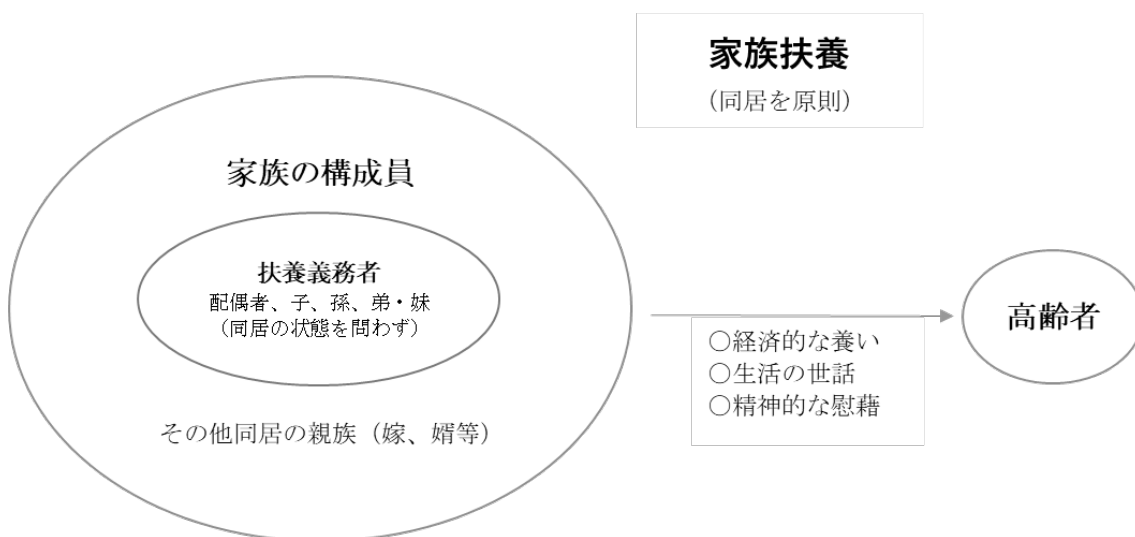 家族扶養
（同居を原則）
家族の構成員
扶養義務者
配偶者、子、孫、弟・妹
（同居の状態を問わず）
その他同居の親族（嫁、婿等）
〇経済的な養い
〇生活の世話
〇精神的な慰藉
高齢者